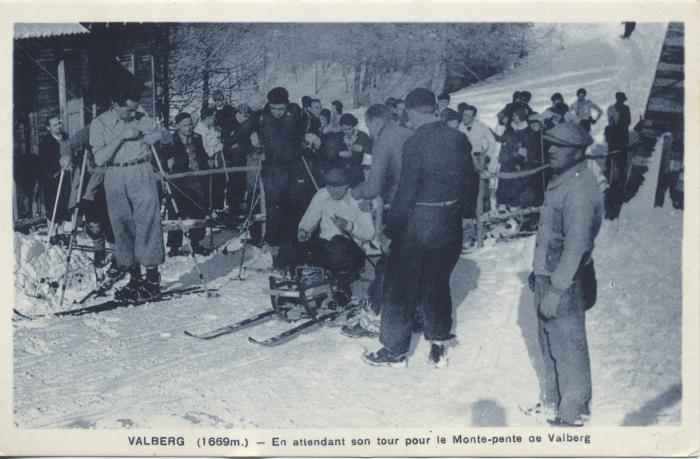 VALBERG (1669m.) — En attendant son tour pour le Monte-pente de Valberg